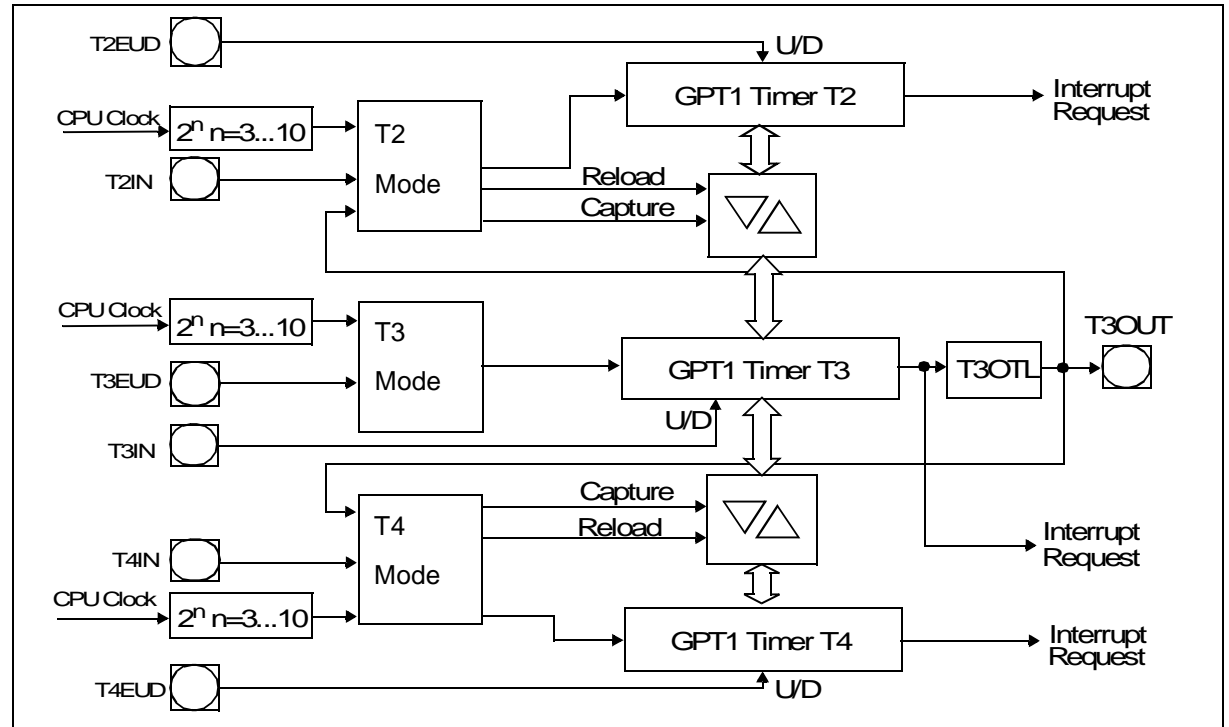 T2EUD
U/D
GPT1 Timer T2
Interrupt
Request
CPU Clock
2ⁿ n=3...10
T2
Mode
T2IN
Reload
Capture
CPU Clock
2ⁿ n=3...10
T3
Mode
T3EUD
GPT1 Timer T3
T3OTL
T3OUT
U/D
T3IN
Capture
Reload
T4
Mode
T4IN
Interrupt
Request
CPU Clock
2ⁿ n=3...10
GPT1 Timer T4
Interrupt
Request
T4EUD
U/D